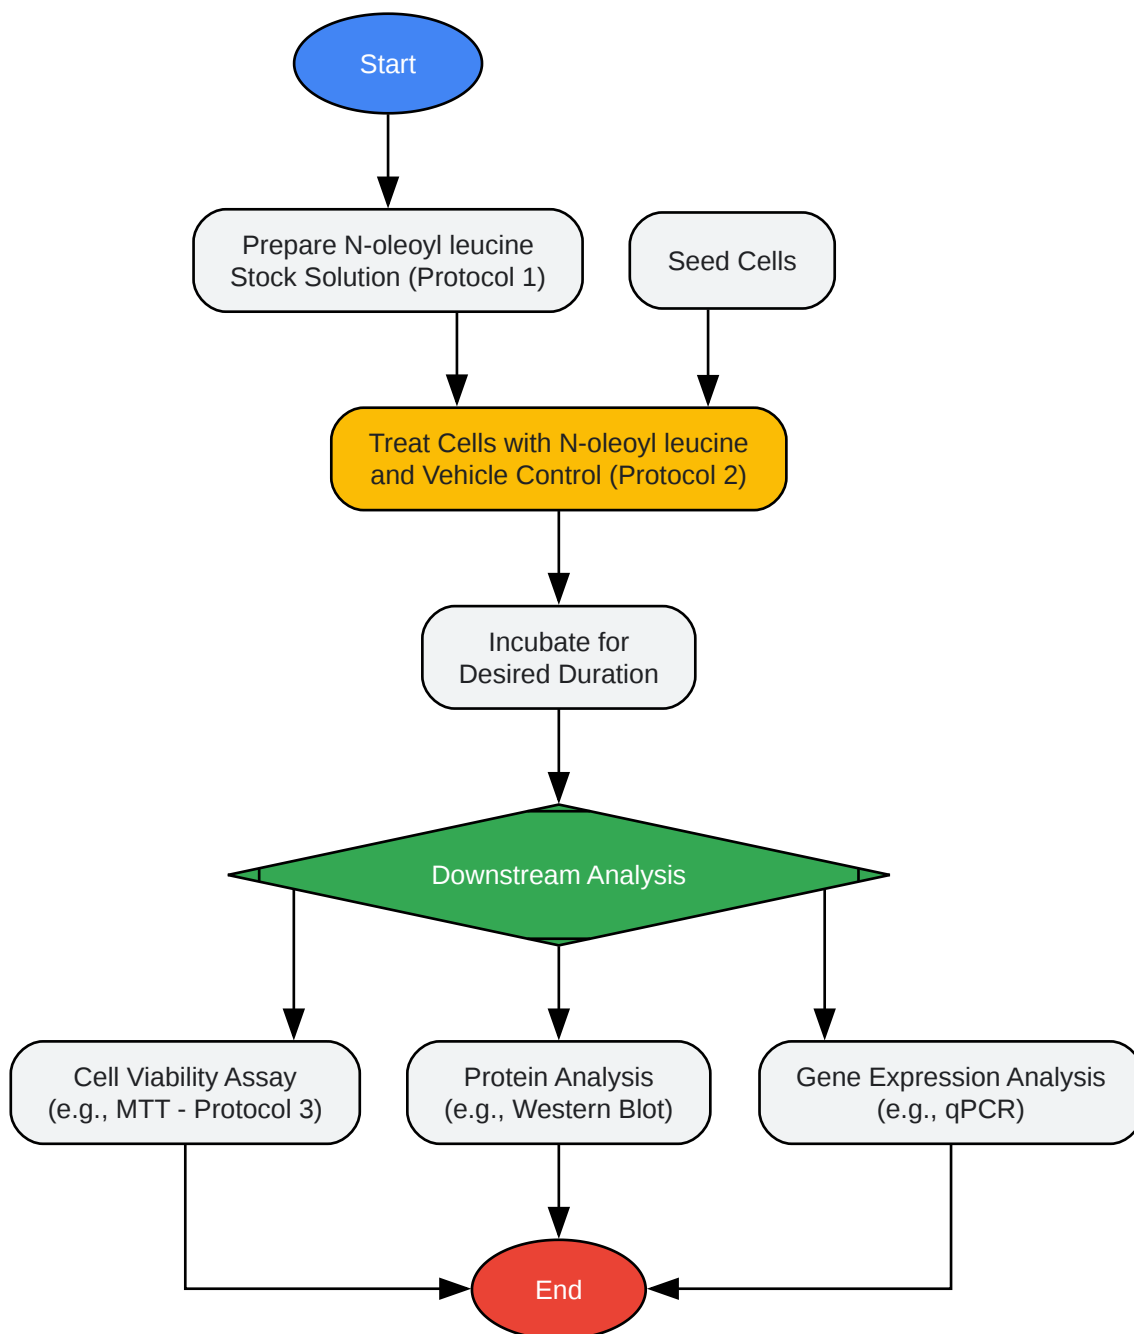 Start
Prepare N-oleoyl leucine
Stock Solution (Protocol 1)
Seed Cells
Treat Cells with N-oleoyl leucine
and Vehicle Control (Protocol 2)
Incubate for
Desired Duration
Downstream Analysis
Cell Viability Assay
(e.g., MTT - Protocol 3)
Protein Analysis
(e.g., Western Blot)
Gene Expression Analysis
(e.g., qPCR)
End